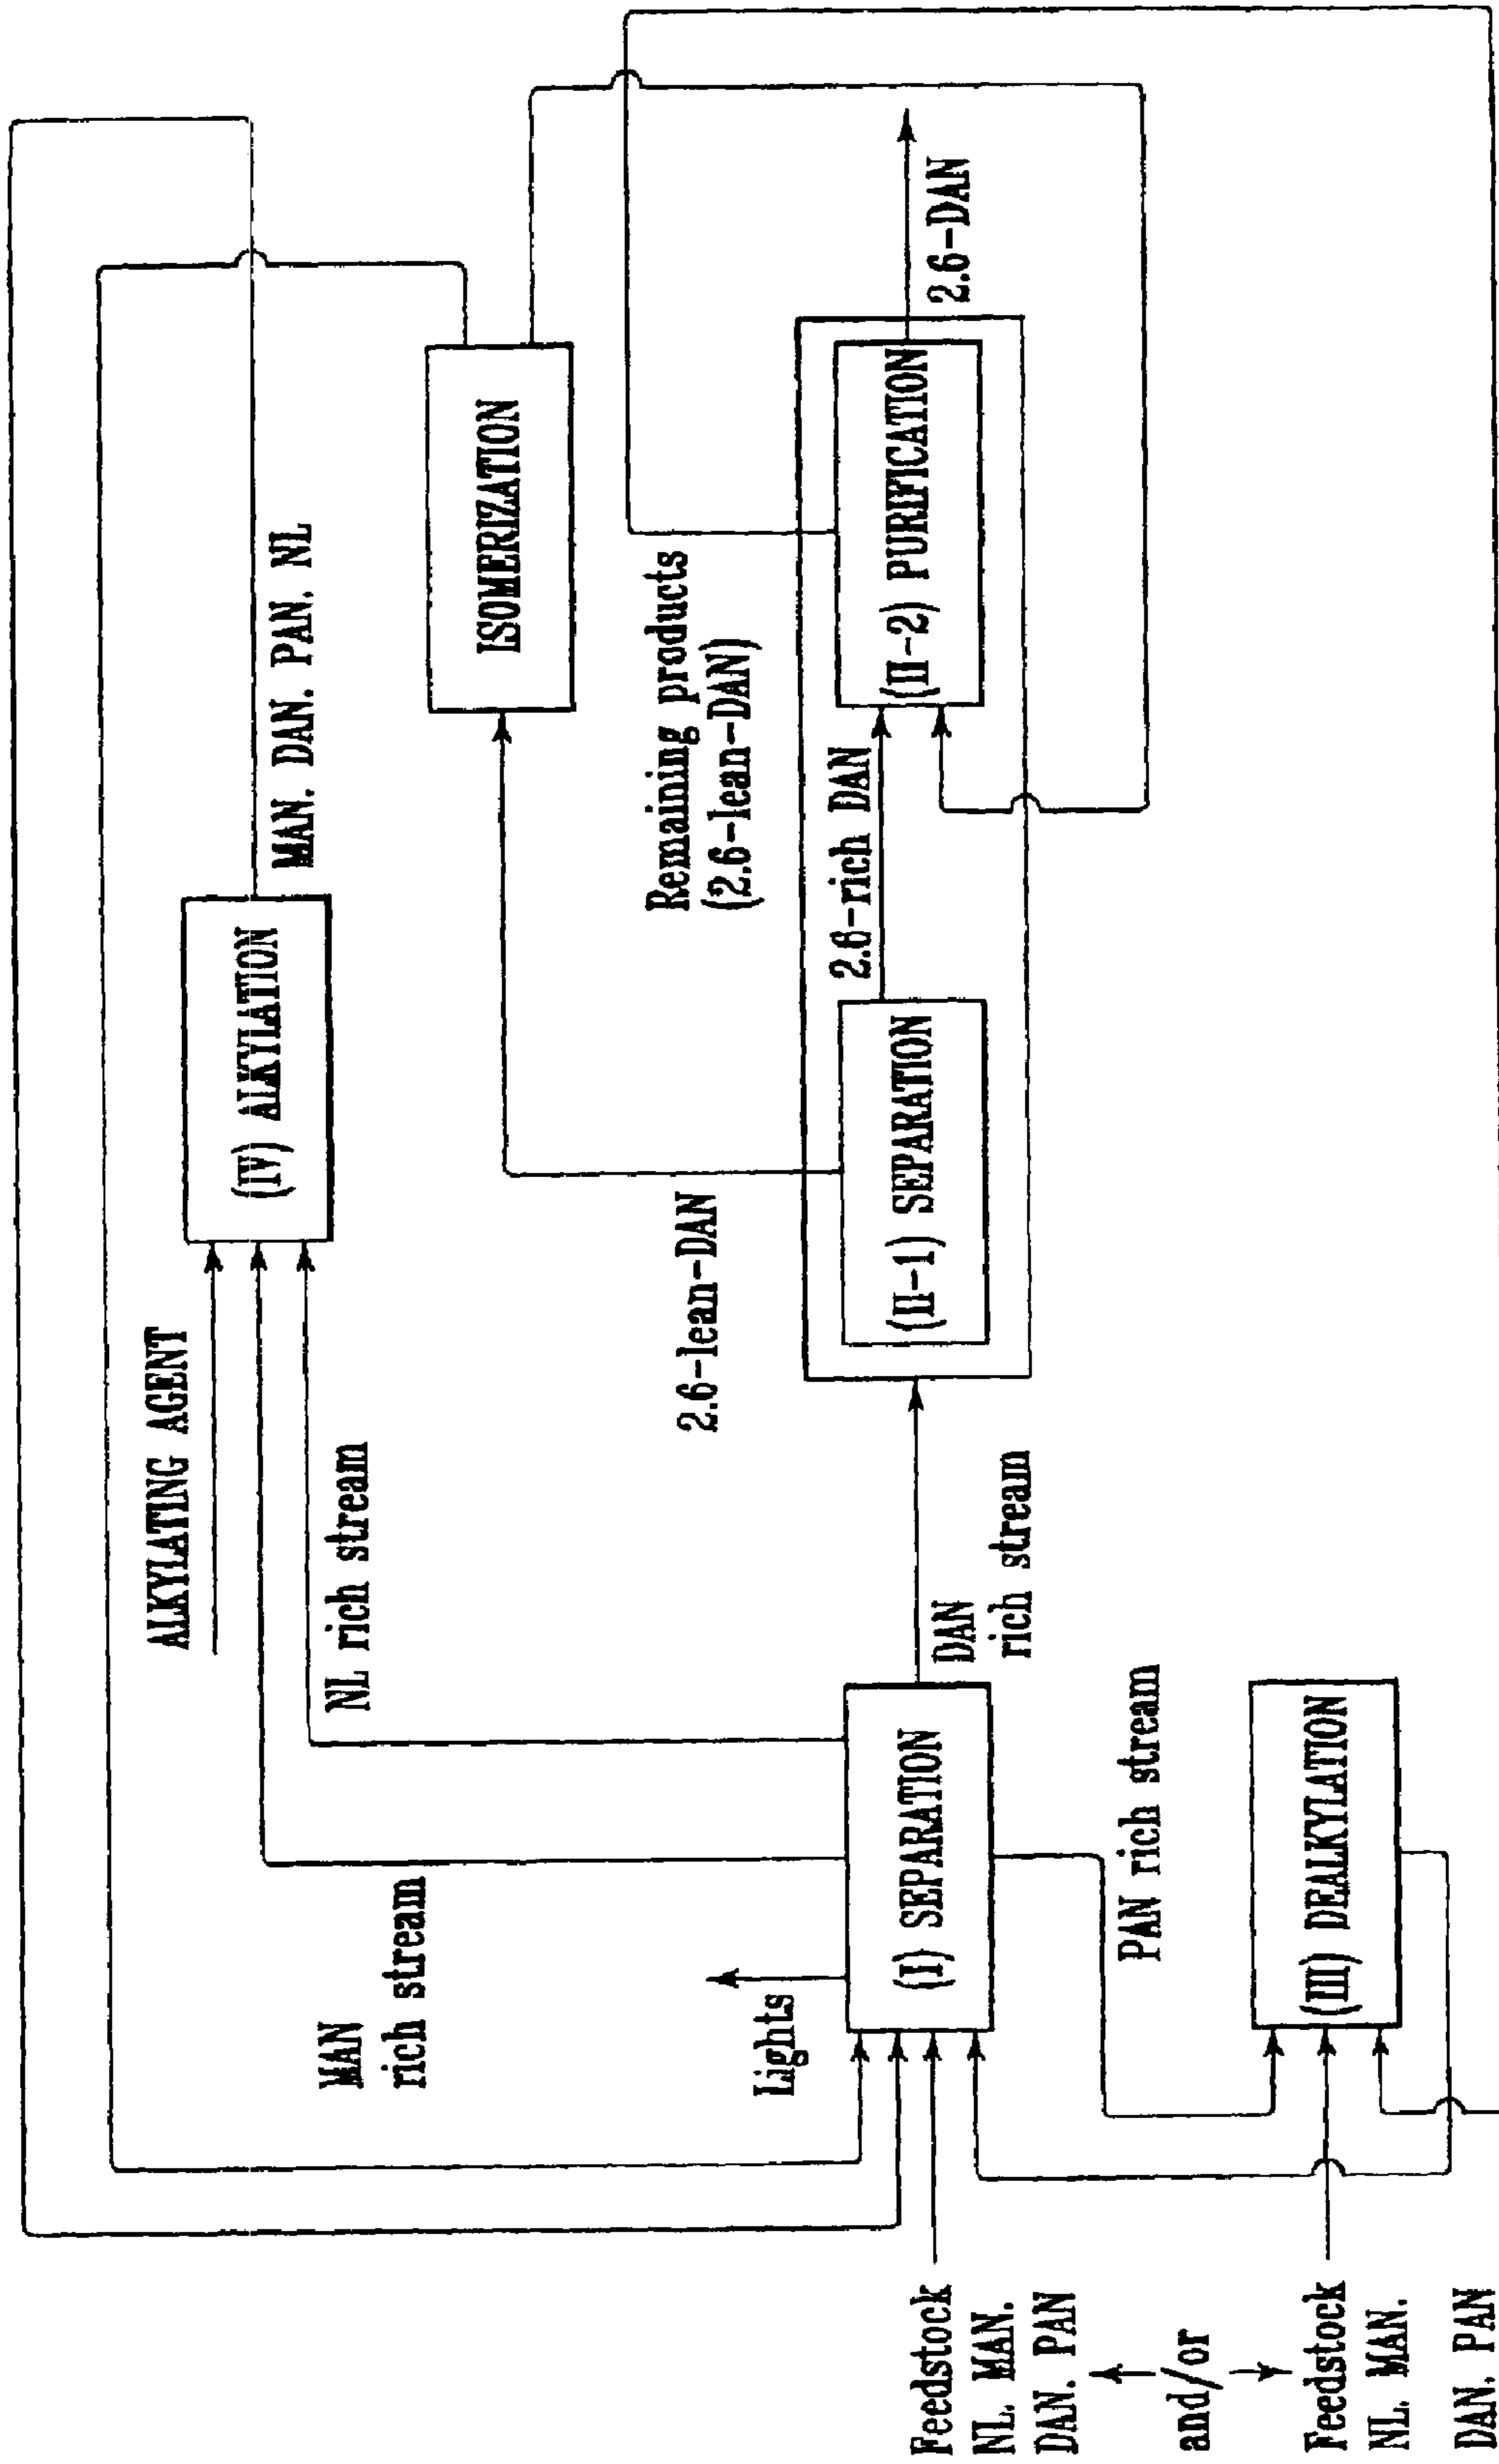 ALKYLATING AGENT
(IV) ALKYLATION
MAN. DAN. PAN. NL
NL rich stream
MAN
rich stream
ISOMERIZATION
2.6-lean-DAN
Remaining products
(2.6-lean-DAN)
Lights
(I) SEPARATION
DAN
rich stream
(II-1) SEPARATION
2.6-rich DAN
(II-2) PURIFICATION
2.6-DAN
Feedstock
NL. MAN.
DAN. PAN
and/or
PAN rich stream
(III) DEALKYLATION
Feedstock
NL. MAN.
DAN. PAN